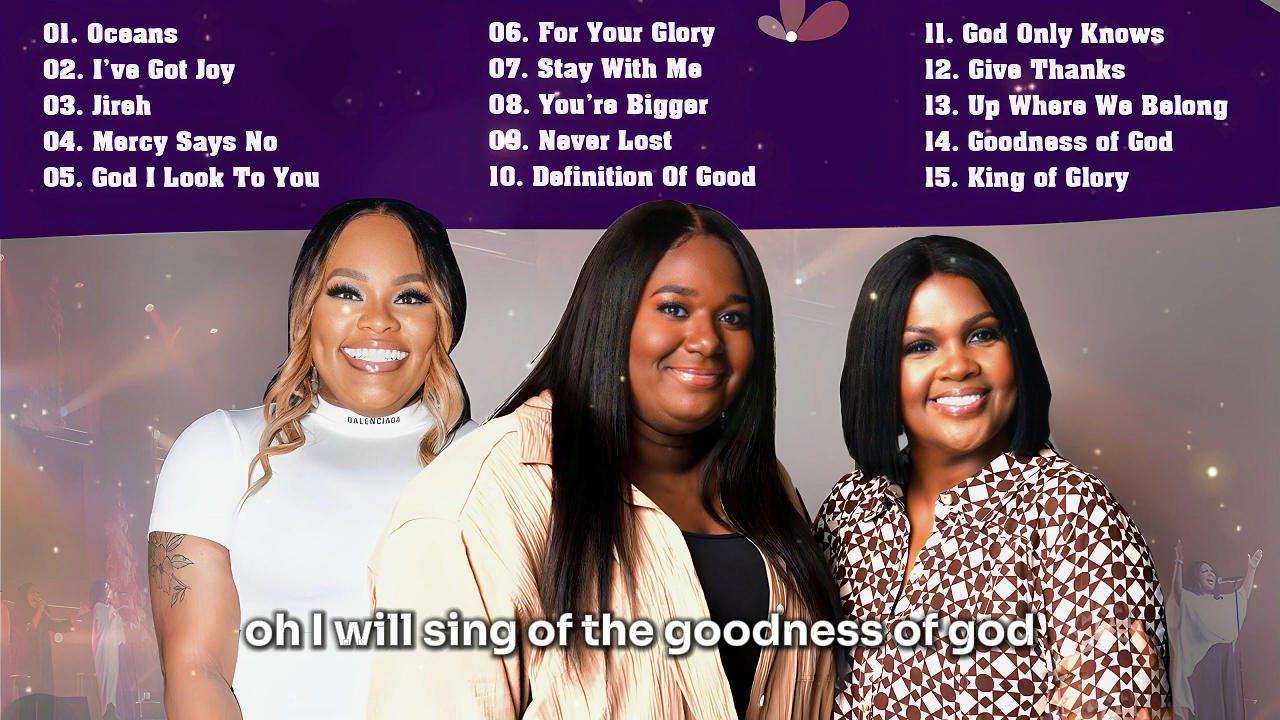 01. Oceans
02. I've Got Joy
03. Jireh
04. Mercy Says No
05. God I Look To You
06. For Your Glory
07. Stay With Me
08. You're Bigger
09. Never Lost
10. Definition Of Good
11. God Only Knows
12. Give Thanks
13. Up Where We Belong
14. Goodness of God
15. King of Glory
BALENCIAGA
oh I will sing of the goodness of god